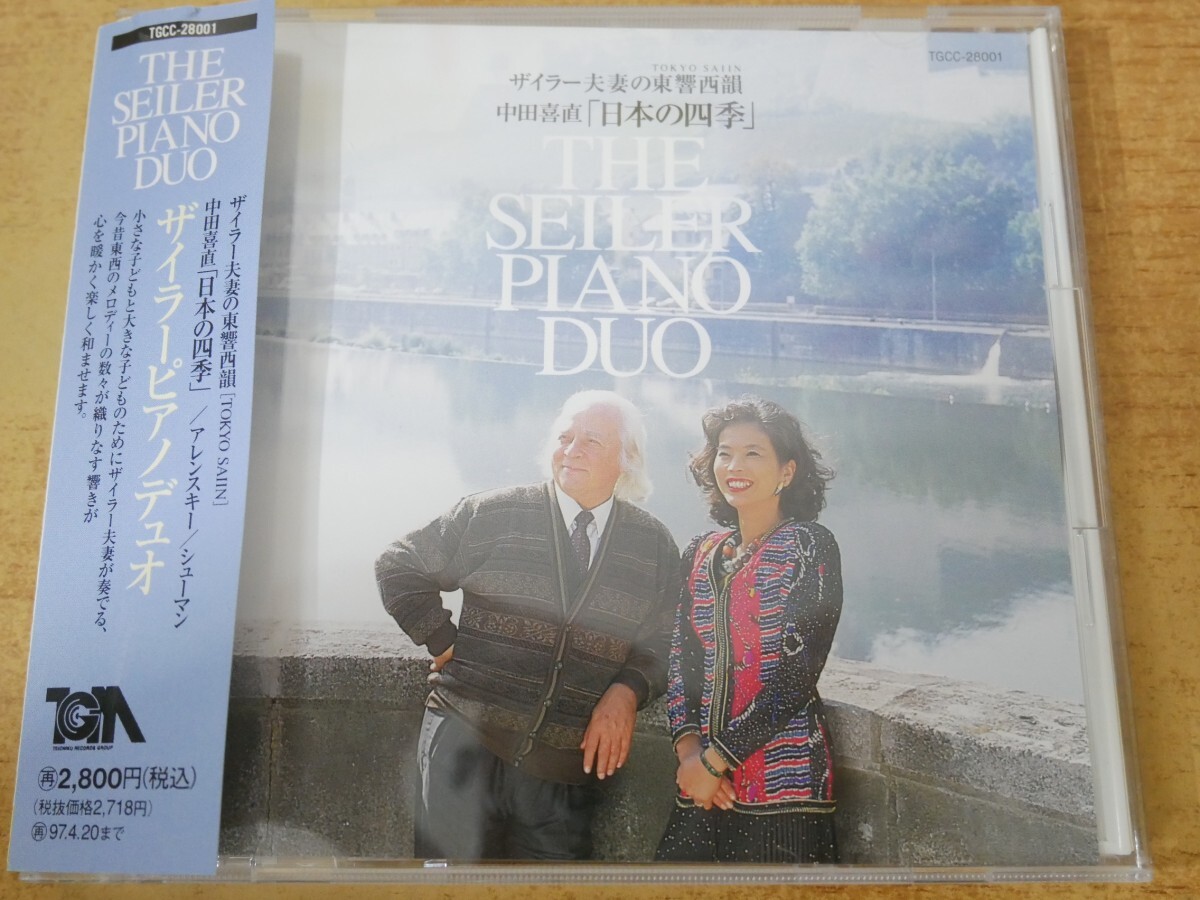 TGCC-28001
THE
SEILER
PIANO
DUO
ザイラー夫妻の東響西韻[TOKYO SAIIN]
中田喜直「日本の四季」／アレンスキー／シューマン
ザイラーピアノデュオ
小さな子どもと大きな子どものためにザイラー夫妻が奏でる、
今昔東西のメロディーの数々が織りなす響きが
心を暖かく楽しく和ませます。
TGM
TSUOMIKU RECORDS GROUP
再2,800円(税込)
(税抜価格2,718円)
再97.4.20まで
TGCC-28001
TOKYO SAIIN
ザイラー夫妻の東響西韻
中田喜直「日本の四季」
THE
SEILER
PIANO
DUO